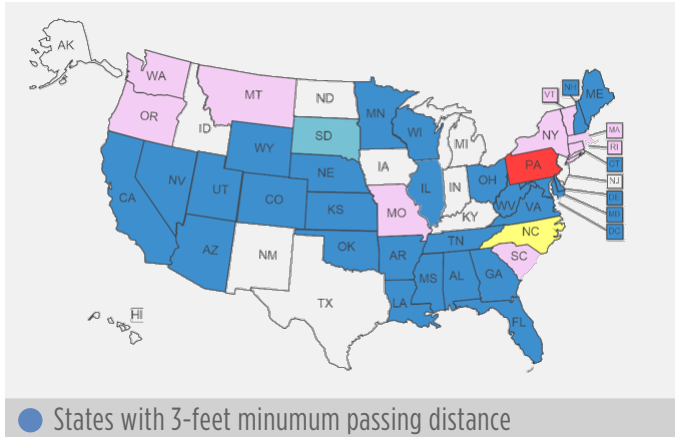 AK
WA
MT
ND
MN
VT
NH
ME
OR
ID
SD
WI
MI
NY
MA
RI
WY
IA
PA
CT
NV
UT
NE
IL
IN
OH
NJ
CA
CO
KS
MO
KY
WV
VA
DE
MD
DC
AZ
NM
OK
AR
TN
NC
SC
MS
AL
GA
TX
LA
FL
HI
States with 3-feet minumum passing distance